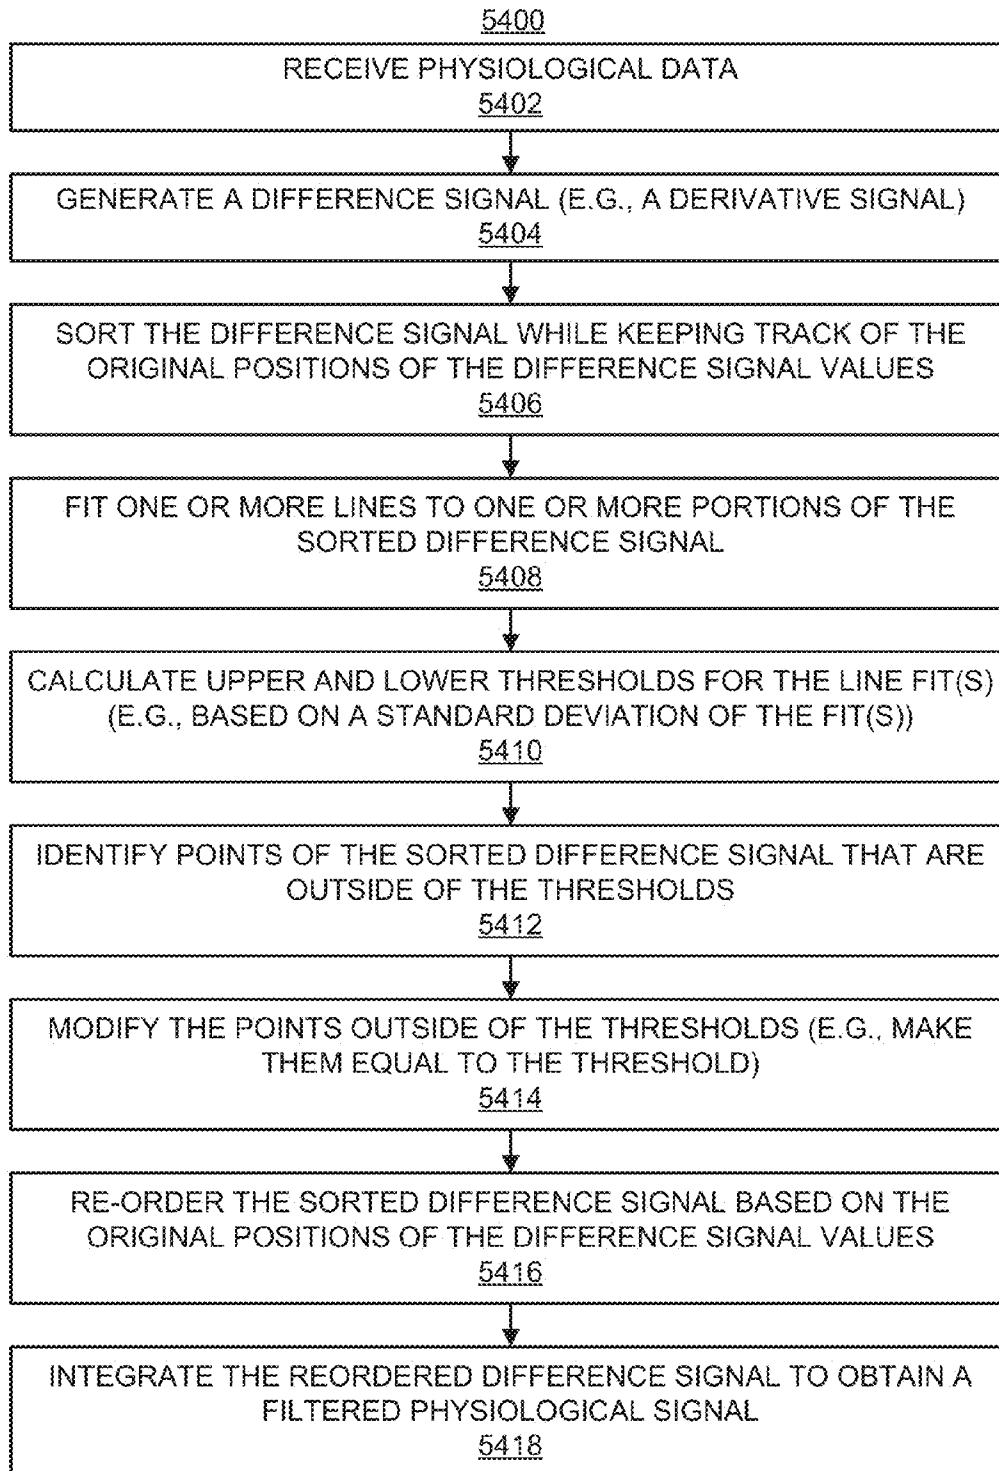 5400
RECEIVE PHYSIOLOGICAL DATA
5402
GENERATE A DIFFERENCE SIGNAL (E.G., A DERIVATIVE SIGNAL)
5404
SORT THE DIFFERENCE SIGNAL WHILE KEEPING TRACK OF THE
ORIGINAL POSITIONS OF THE DIFFERENCE SIGNAL VALUES
5406
FIT ONE OR MORE LINES TO ONE OR MORE PORTIONS OF THE
SORTED DIFFERENCE SIGNAL
5408
CALCULATE UPPER AND LOWER THRESHOLDS FOR THE LINE FIT(S)
(E.G., BASED ON A STANDARD DEVIATION OF THE FIT(S))
5410
IDENTIFY POINTS OF THE SORTED DIFFERENCE SIGNAL THAT ARE
OUTSIDE OF THE THRESHOLDS
5412
MODIFY THE POINTS OUTSIDE OF THE THRESHOLDS (E.G., MAKE
THEM EQUAL TO THE THRESHOLD)
5414
RE-ORDER THE SORTED DIFFERENCE SIGNAL BASED ON THE
ORIGINAL POSITIONS OF THE DIFFERENCE SIGNAL VALUES
5416
INTEGRATE THE REORDERED DIFFERENCE SIGNAL TO OBTAIN A
FILTERED PHYSIOLOGICAL SIGNAL
5418